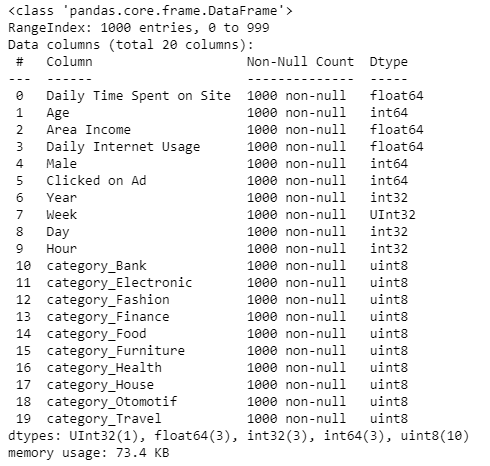 <class 'pandas.core.frame.DataFrame'>
RangeIndex: 1000 entries, 0 to 999
Data columns (total 20 columns):
 #   Column                    Non-Null Count  Dtype
---  ------                    --------------  -----
 0   Daily Time Spent on Site  1000 non-null   float64
 1   Age                       1000 non-null   int64
 2   Area Income               1000 non-null   float64
 3   Daily Internet Usage      1000 non-null   float64
 4   Male                      1000 non-null   int64
 5   Clicked on Ad             1000 non-null   int64
 6   Year                      1000 non-null   int32
 7   Week                      1000 non-null   UInt32
 8   Day                       1000 non-null   int32
 9   Hour                      1000 non-null   int32
 10  category_Bank             1000 non-null   uint8
 11  category_Electronic       1000 non-null   uint8
 12  category_Fashion          1000 non-null   uint8
 13  category_Finance          1000 non-null   uint8
 14  category_Food             1000 non-null   uint8
 15  category_Furniture        1000 non-null   uint8
 16  category_Health           1000 non-null   uint8
 17  category_House            1000 non-null   uint8
 18  category_Otomotif         1000 non-null   uint8
 19  category_Travel           1000 non-null   uint8
dtypes: UInt32(1), float64(3), int32(3), int64(3), uint8(10)
memory usage: 73.4 KB